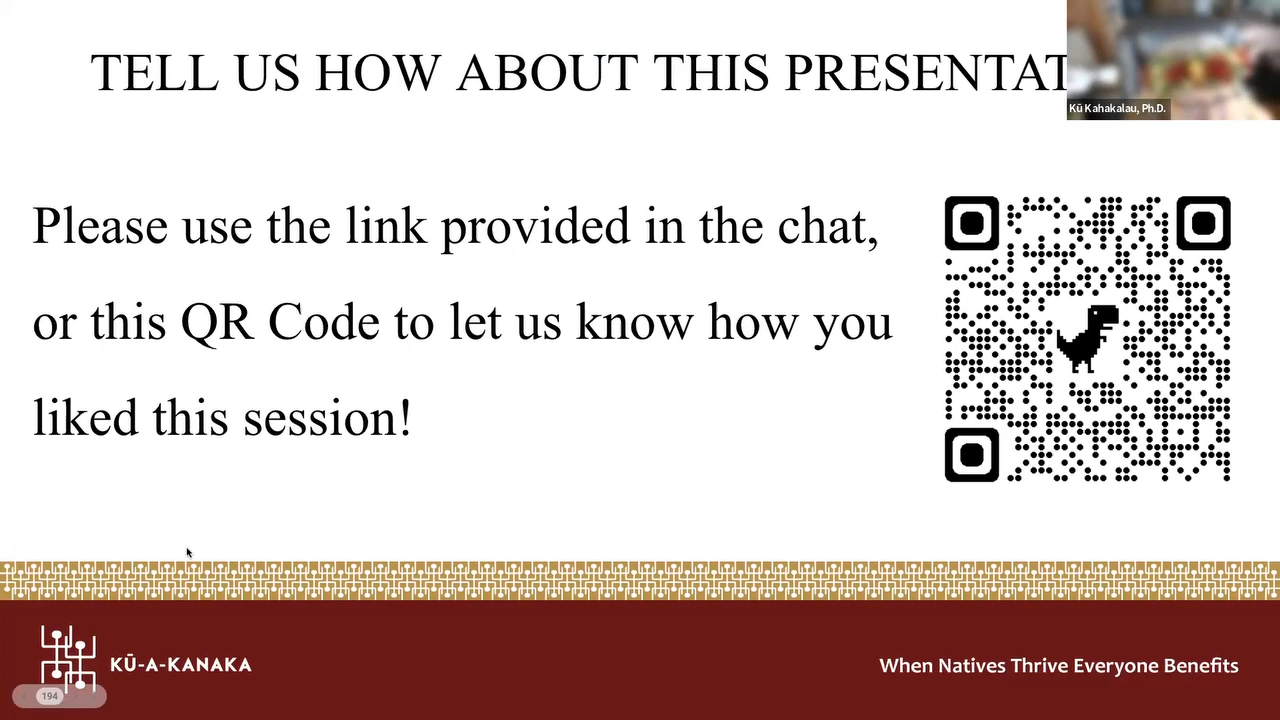 TELL US HOW ABOUT THIS PRESENTAT
Kū Kahakalau, Ph.D.
Please use the link provided in the chat,
or this QR Code to let us know how you
liked this session!
KŪ-A-KANAKA
When Natives Thrive Everyone Benefits
194